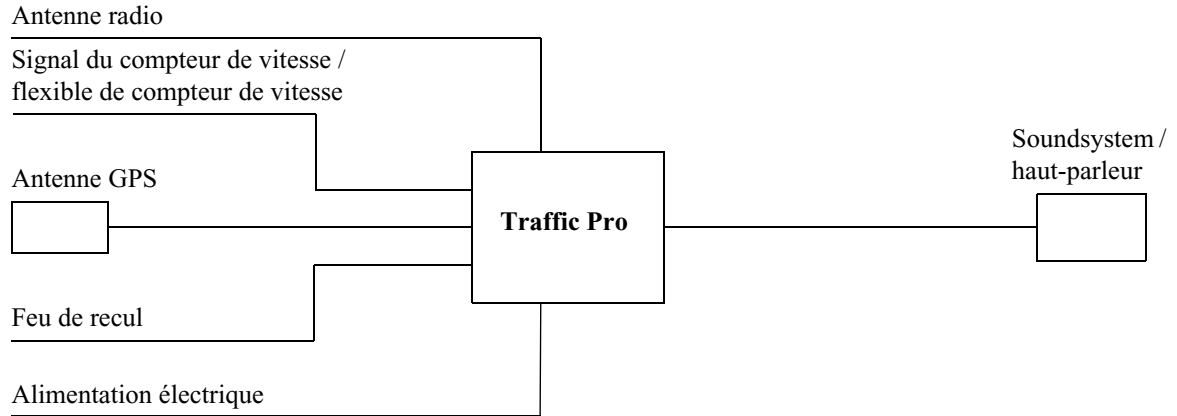 Antenne radio
Signal du compteur de vitesse /
flexible de compteur de vitesse
Antenne GPS
Traffic Pro
Soundsystem /
haut-parleur
Feu de recul
Alimentation électrique